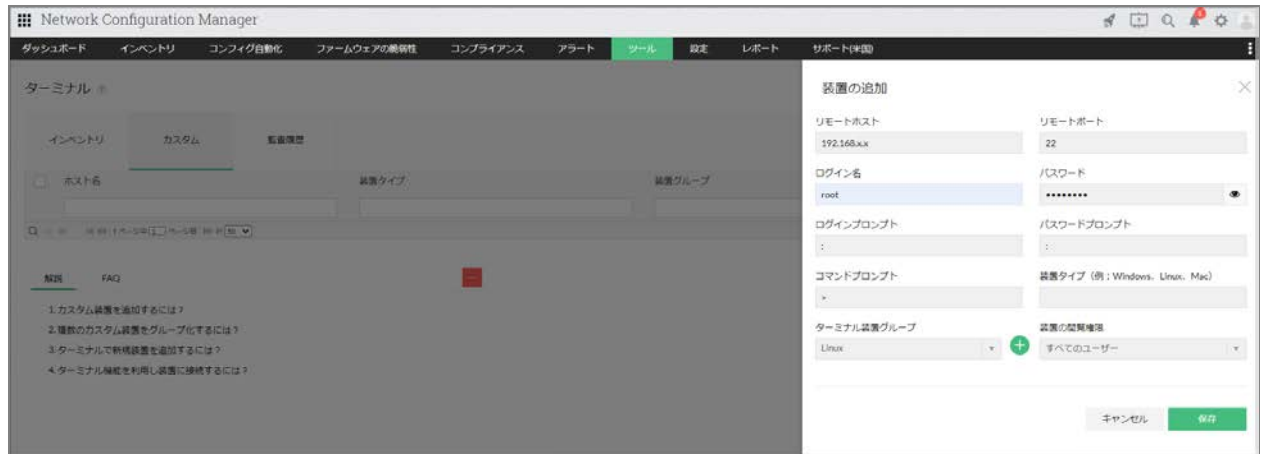 Network Configuration Manager
ダッシュボード インベントリ コンフィグ自動化 ファームウェアの脆弱性 コンプライアンス アラート ツール 設定 レポート サポート(米国)
ターミナル
インベントリ カスタム 監査履歴
ホスト名 装置タイプ 装置グループ
解説 FAQ
1.カスタム装置を追加するには?
2.複数のカスタム装置をグループ化するには?
3.ターミナルで新規装置を追加するには?
4.ターミナル機能を利用し装置に接続するには?
装置の追加
リモートホスト リモートポート
192.168.x.x 22
ログイン名 パスワード
root ••••••••
ログインプロンプト パスワードプロンプト
: :
コマンドプロンプト 装置タイプ(例:Windows、Linux、Mac)
>
ターミナル装置グループ 装置の閲覧権限
Linux すべてのユーザー
キャンセル 保存